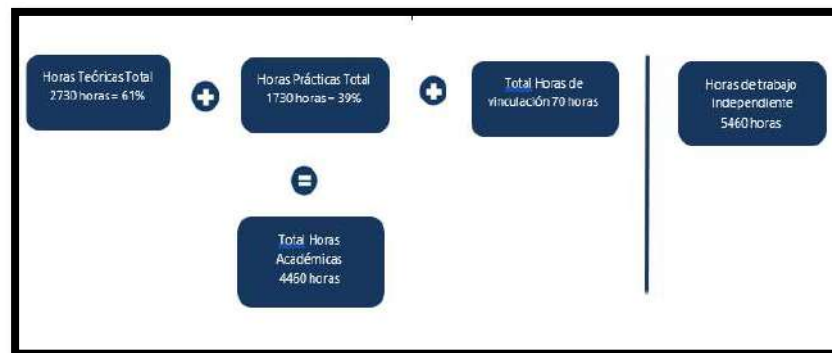 Horas Teóricas Total
2730 horas = 61%
Horas Prácticas Total
1730 horas – 39%
Total Horas de
vinculación 70 horas
Horas de trabajo
independiente
5460 horas
Total Horas
Académicas
4460 horas